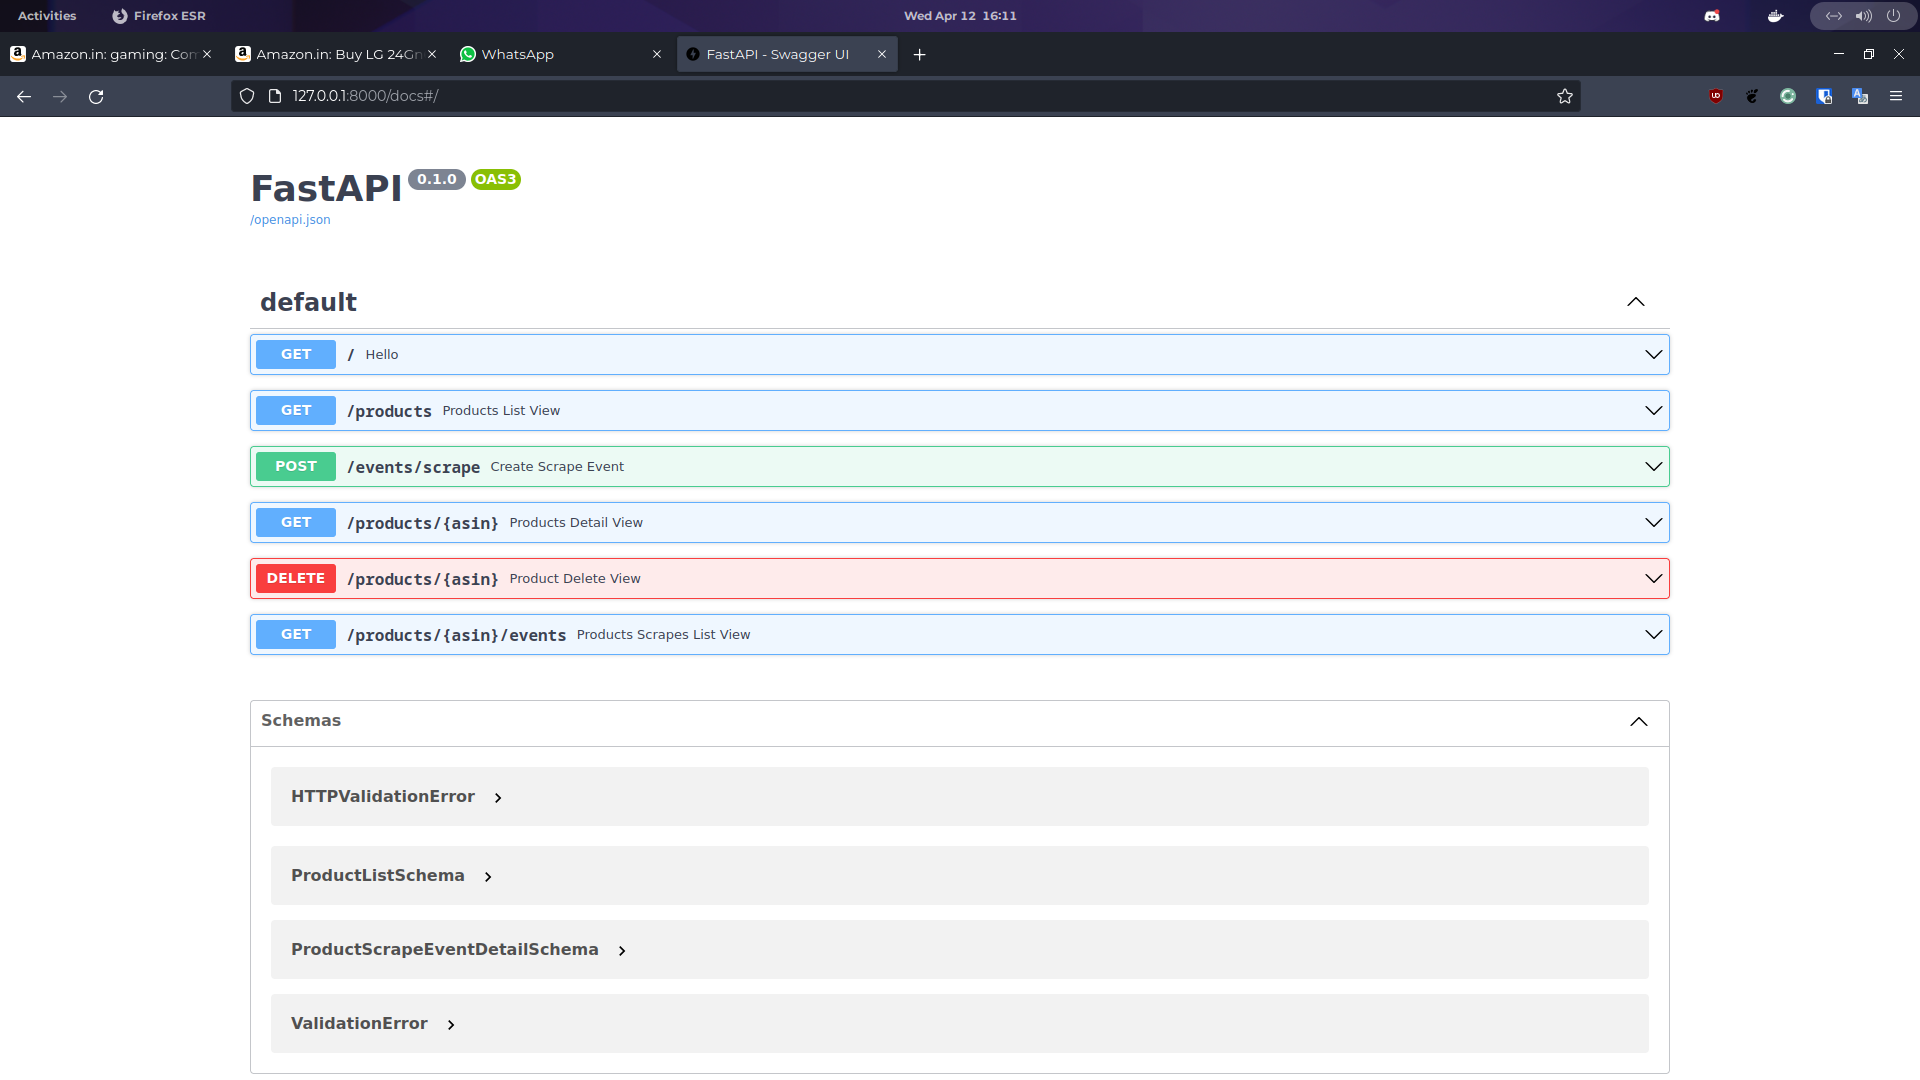 Activities
Firefox ESR
Wed Apr 12 16:11
Amazon.in: gaming: Con
Amazon.in: Buy LG 24Gn
WhatsApp
FastAPI - Swagger UI
127.0.0.1:8000/docs#/
FastAPI 0.1.0 OAS3
/openapi.json
default
GET / Hello
GET /products Products List View
POST /events/scrape Create Scrape Event
GET /products/{asin} Products Detail View
DELETE /products/{asin} Product Delete View
GET /products/{asin}/events Products Scrapes List View
Schemas
HTTPValidationError
ProductListSchema
ProductScrapeEventDetailSchema
ValidationError